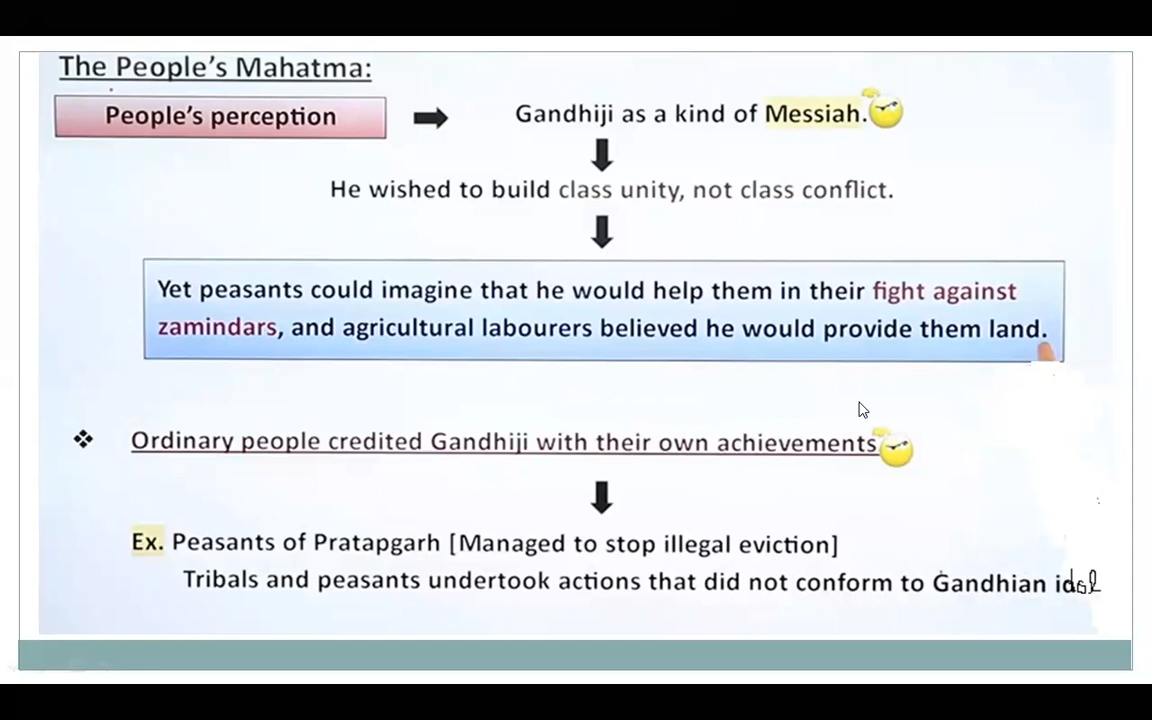 The People's Mahatma:
People's perception
Gandhiji as a kind of Messiah.
He wished to build class unity, not class conflict.
Yet peasants could imagine that he would help them in their fight against
zamindars, and agricultural labourers believed he would provide them land.
Ordinary people credited Gandhiji with their own achievements
Ex. Peasants of Pratapgarh [Managed to stop illegal eviction]
Tribals and peasants undertook actions that did not conform to Gandhian